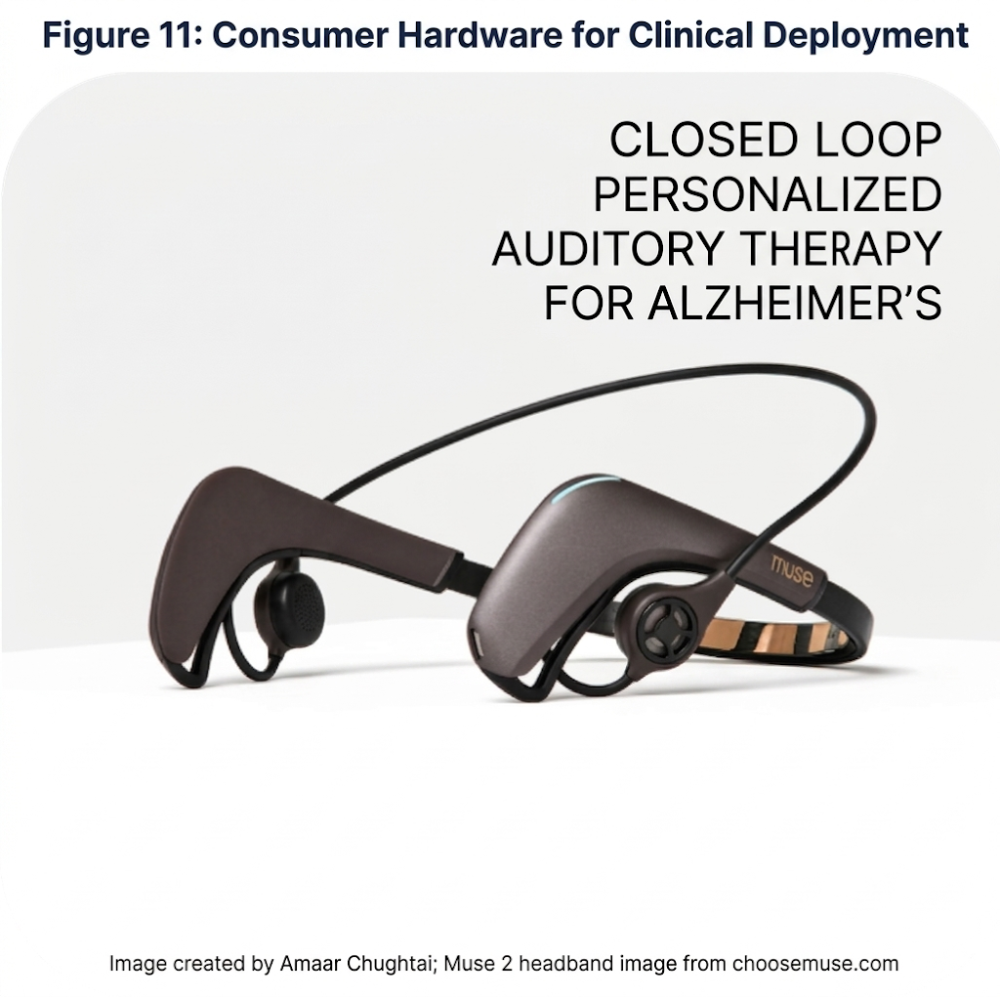 Figure 11: Consumer Hardware for Clinical Deployment
CLOSED LOOP
PERSONALIZED
AUDITORY THERAPY
FOR ALZHEIMER’S
muse
Image created by Amaar Chughtai; Muse 2 headband image from choosemuse.com